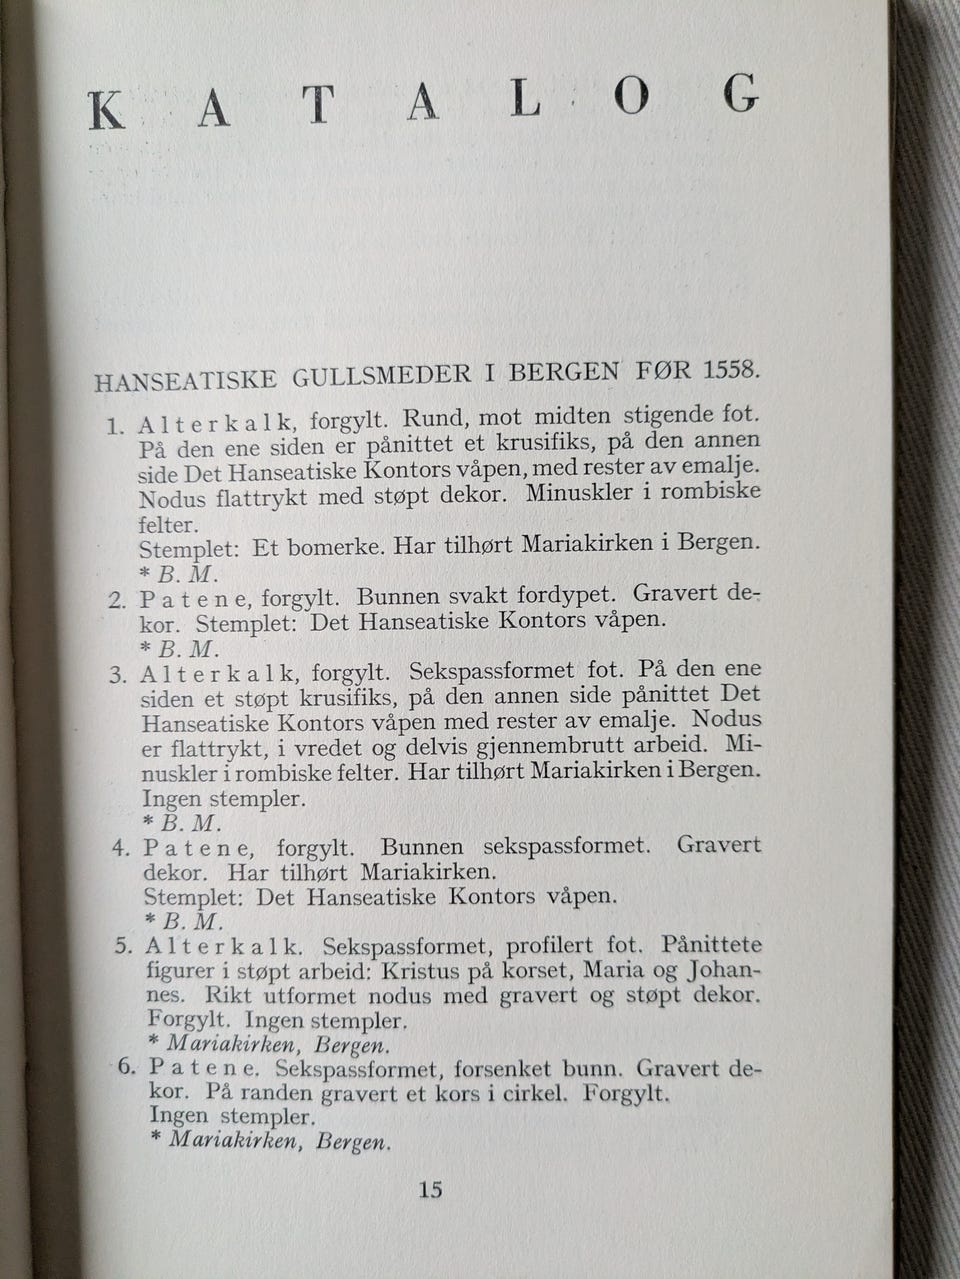 KATALOG
HANSEATISKE GULLSMEDER I BERGEN FØR 1558.
1. Alterkalk, forgylt. Rund, mot midten stigende fot.
På den ene siden er pånittet et krusifiks, på den annen
side Det Hanseatiske Kontors våpen, med rester av emalje.
Nodus flattrykt med støpt dekor. Minuskler i rombiske
felter.
Stemplet: Et bomerke. Har tilhørt Mariakirken i Bergen.
* B. M.
2. Patene, forgylt. Bunnen svakt fordypet. Gravert de-
kor. Stemplet: Det Hanseatiske Kontors våpen.
* B. M.
3. Alterkalk, forgylt. Sekspassformet fot. På den ene
siden et støpt krusifiks, på den annen side pånittet Det
Hanseatiske Kontors våpen med rester av emalje. Nodus
er flattrykt, i vredet og delvis gjennembrutt arbeid. Mi-
nuskler i rombiske felter. Har tilhørt Mariakirken i Bergen.
Ingen stempler.
* B. M.
4. Patene, forgylt. Bunnen sekspassformet. Gravert
dekor. Har tilhørt Mariakirken.
Stemplet: Det Hanseatiske Kontors våpen.
* B. M.
5. Alterkalk. Sekspassformet, profilert fot. Pånittete
figurer i støpt arbeid: Kristus på korset, Maria og Johan-
nes. Rikt utformet nodus med gravert og støpt dekor.
Forgylt. Ingen stempler.
* Mariakirken, Bergen.
6. Patene. Sekspassformet, forsenket bunn. Gravert de-
kor. På randen gravert et kors i cirkel. Forgylt.
Ingen stempler.
* Mariakirken, Bergen.
15